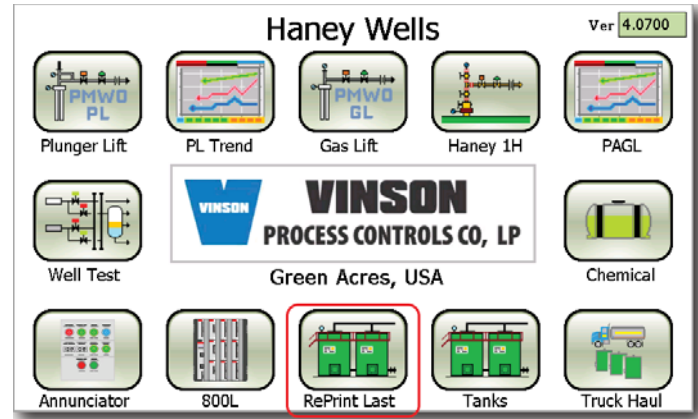 Haney Wells
Ver 4.0700
PMWO
PL
PMWO
GL
Plunger Lift
PL Trend
Gas Lift
Haney 1H
PAGL
VINSON
VINSON
PROCESS CONTROLS CO, LP
Well Test
Green Acres, USA
Chemical
Annunciator
800L
RePrint Last
Tanks
Truck Haul